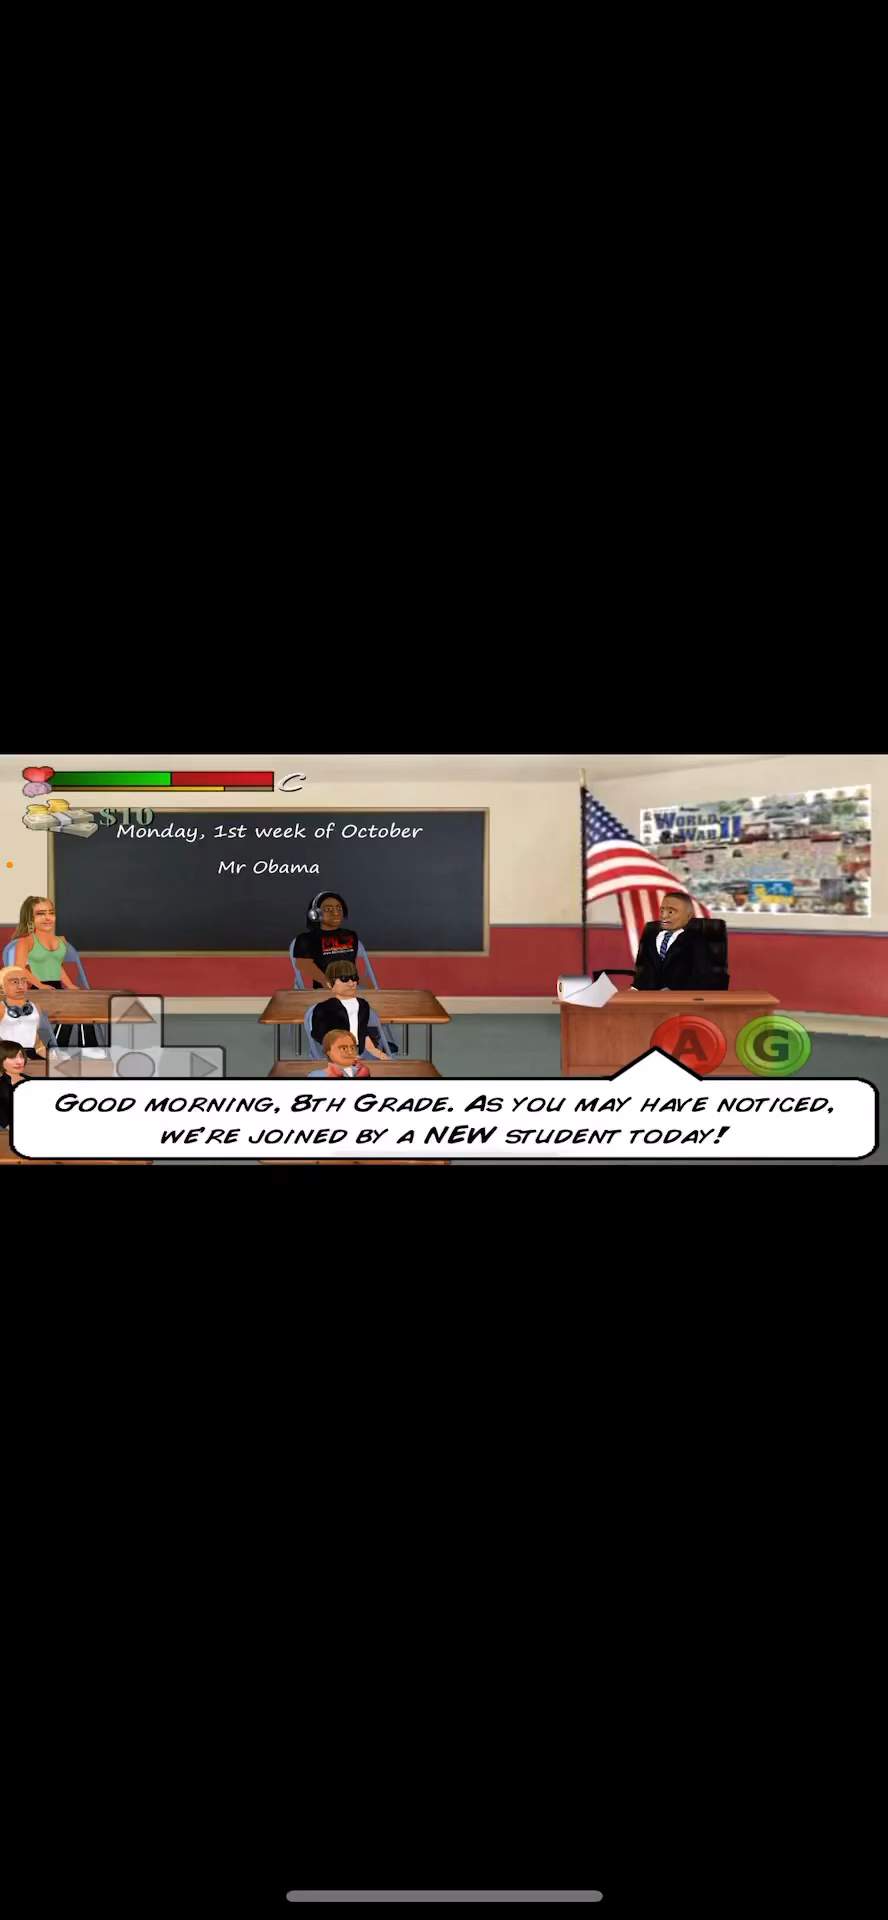 C
$10
Monday, 1st week of October
Mr Obama
WORLD
WAR II
A
G
GOOD MORNING, 8TH GRADE. AS YOU MAY HAVE NOTICED,
WE'RE JOINED BY A NEW STUDENT TODAY!